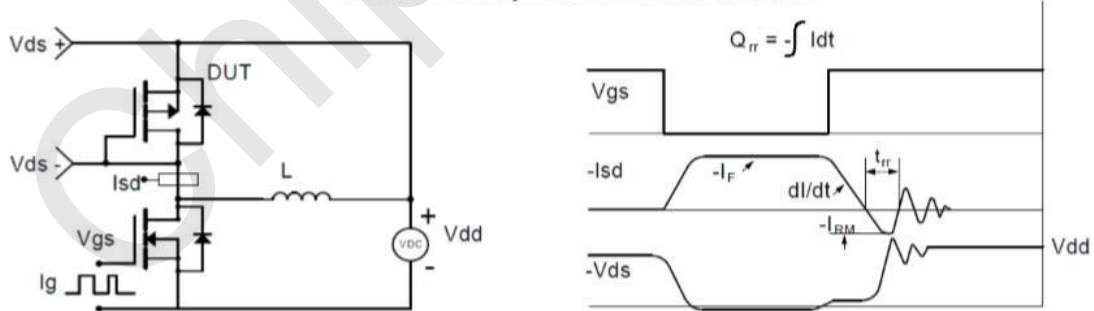 Vds +
DUT
Vds -
Isd
L
Vgs
Ig
+
VDC
-
Vdd
Qrr = -∫ Idt
Vgs
-Isd
-IF
dI/dt
trr
-IRM
Vdd
-Vds